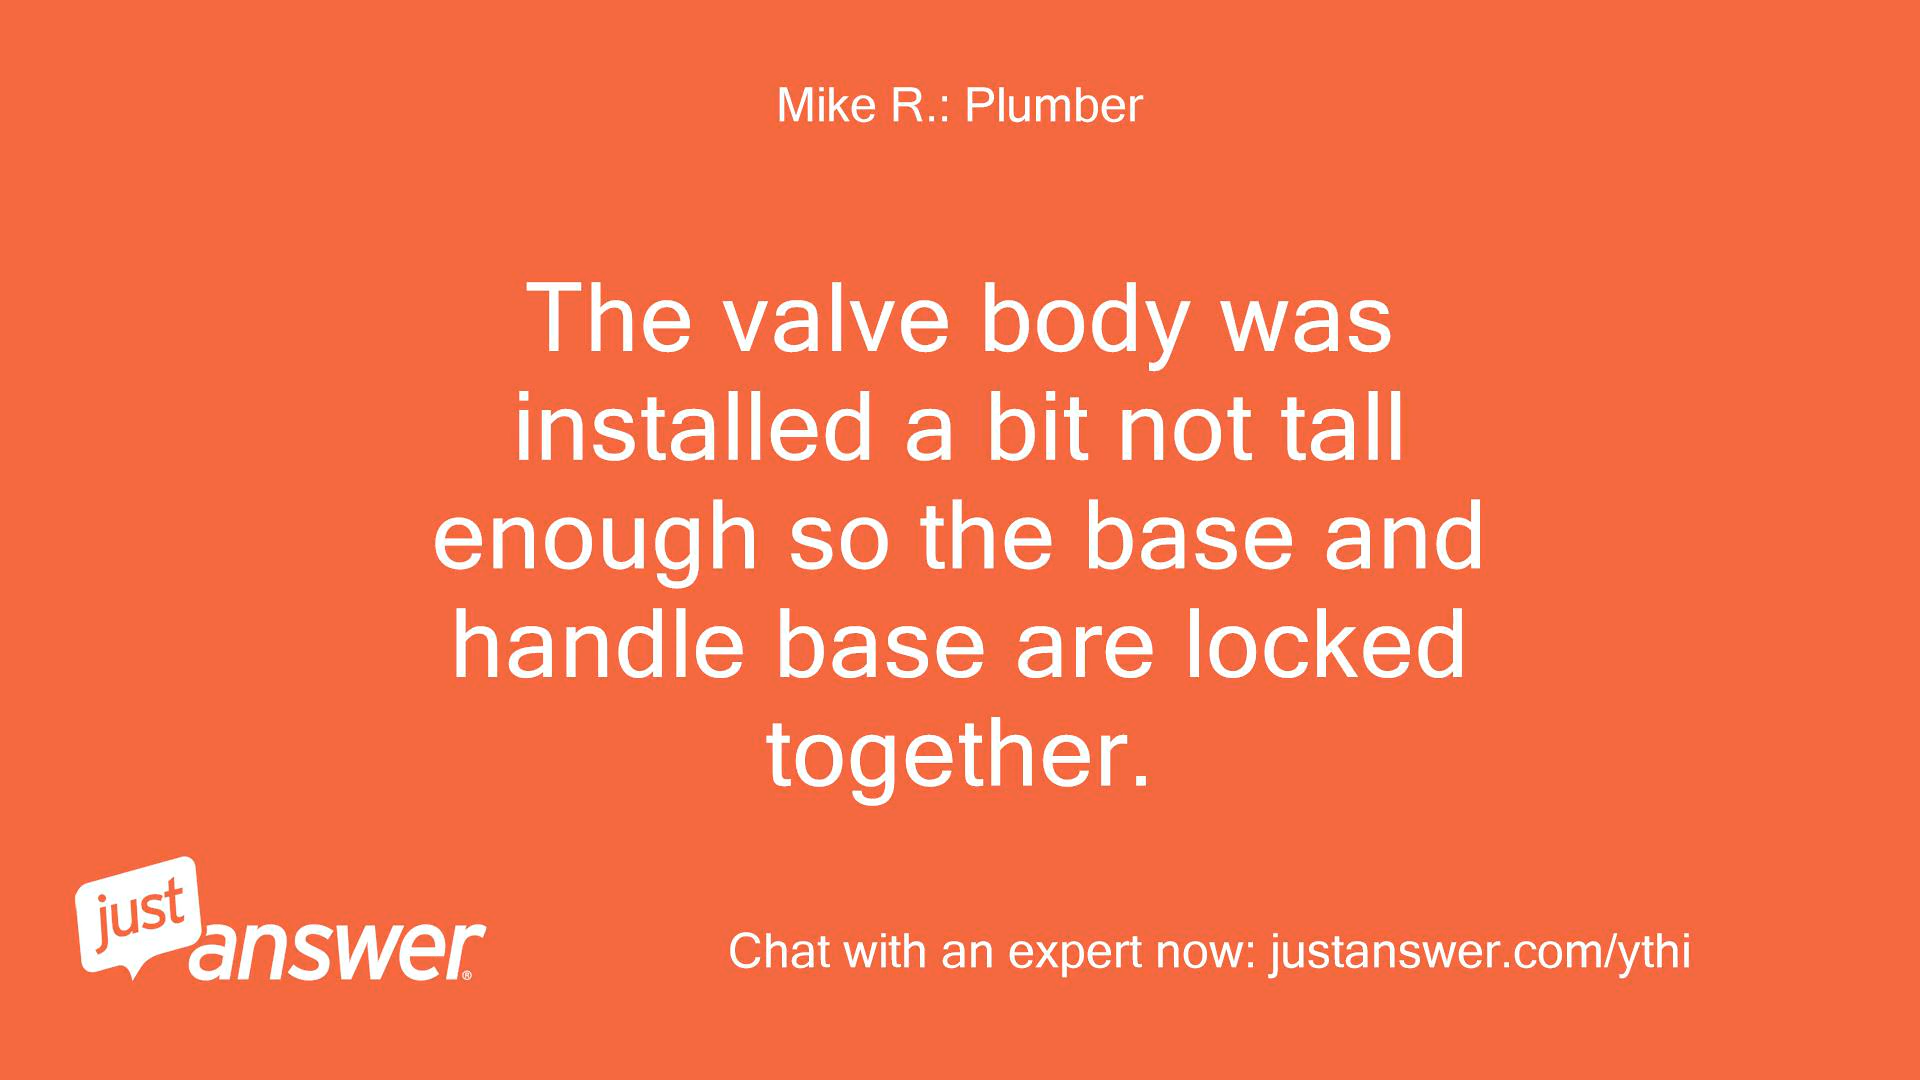 Mike R.: Plumber
The valve body was
installed a bit not tall
enough so the base and
handle base are locked
together.
just
answer®
Chat with an expert now: justanswer.com/ythi